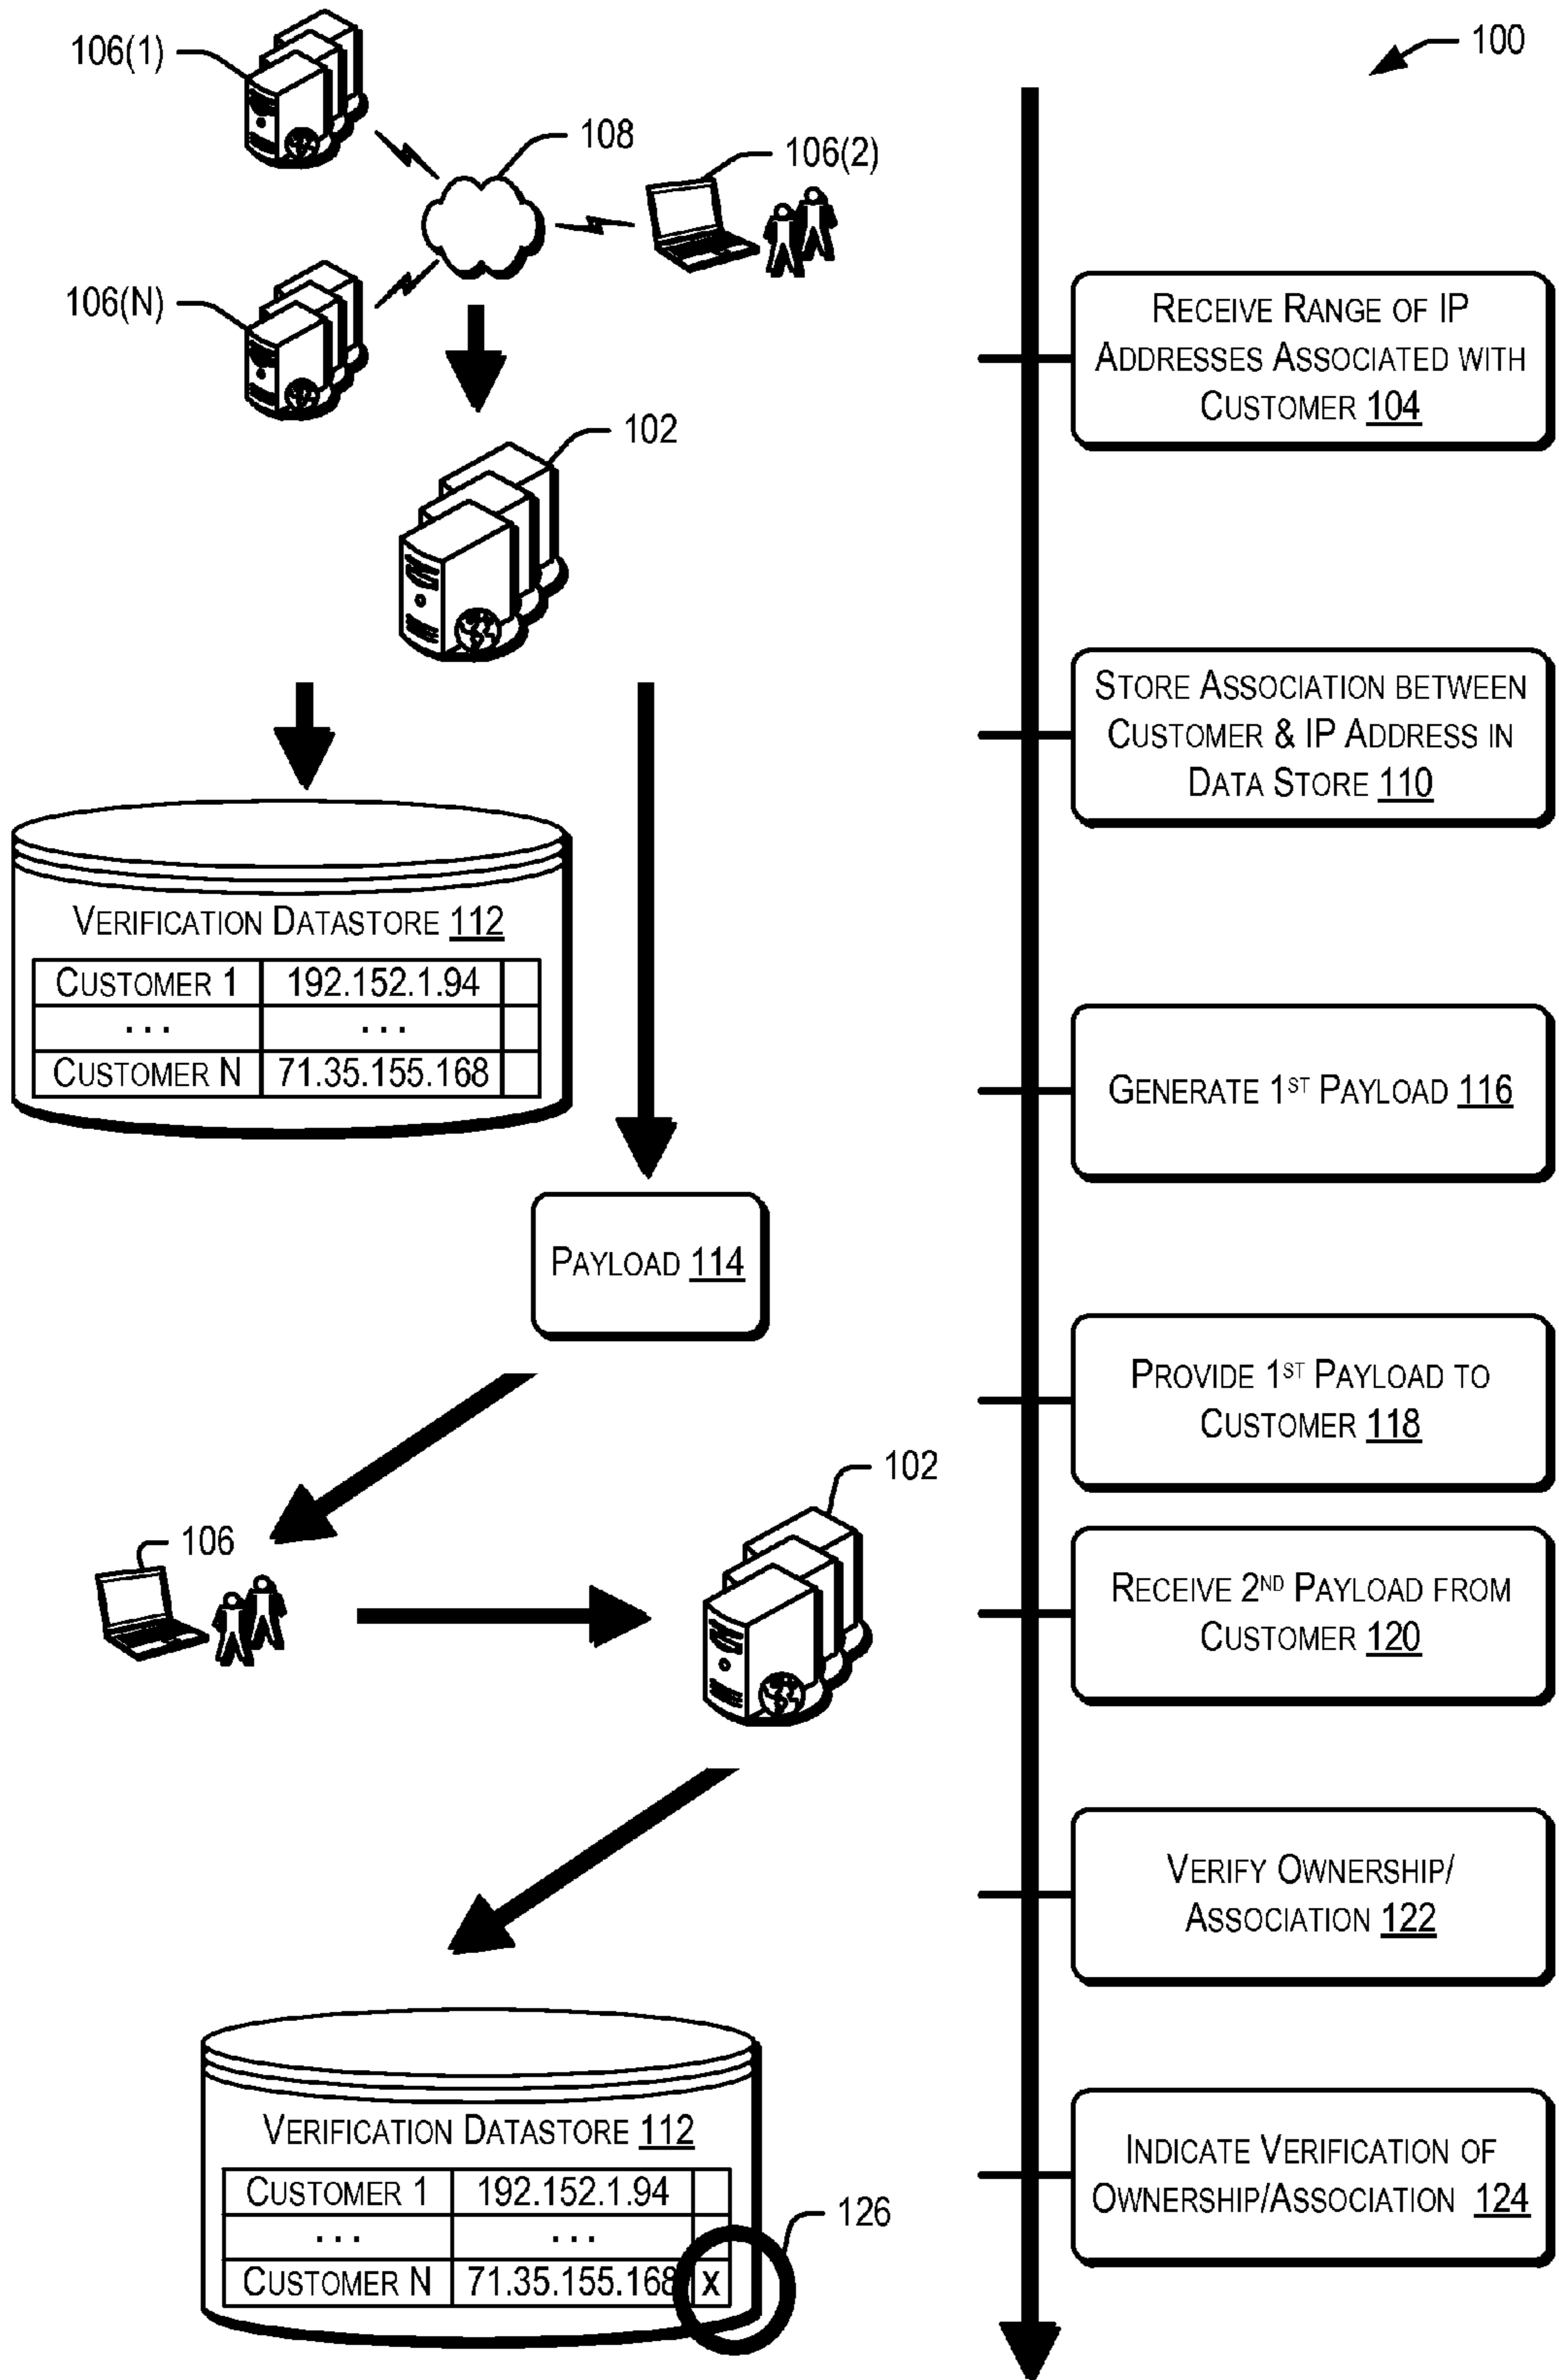 106(1)
100
108
106(2)
106(N)
RECEIVE RANGE OF IP
ADDRESSES ASSOCIATED WITH
CUSTOMER 104
102
STORE ASSOCIATION BETWEEN
CUSTOMER & IP ADDRESS IN
DATA STORE 110
VERIFICATION DATASTORE 112
CUSTOMER 1 192.152.1.94
... ...
CUSTOMER N 71.35.155.168
GENERATE 1ST PAYLOAD 116
PAYLOAD 114
PROVIDE 1ST PAYLOAD TO
CUSTOMER 118
102
106
RECEIVE 2ND PAYLOAD FROM
CUSTOMER 120
VERIFY OWNERSHIP/
ASSOCIATION 122
VERIFICATION DATASTORE 112
CUSTOMER 1 192.152.1.94
... ...
CUSTOMER N 71.35.155.168 X
126
INDICATE VERIFICATION OF
OWNERSHIP/ASSOCIATION 124